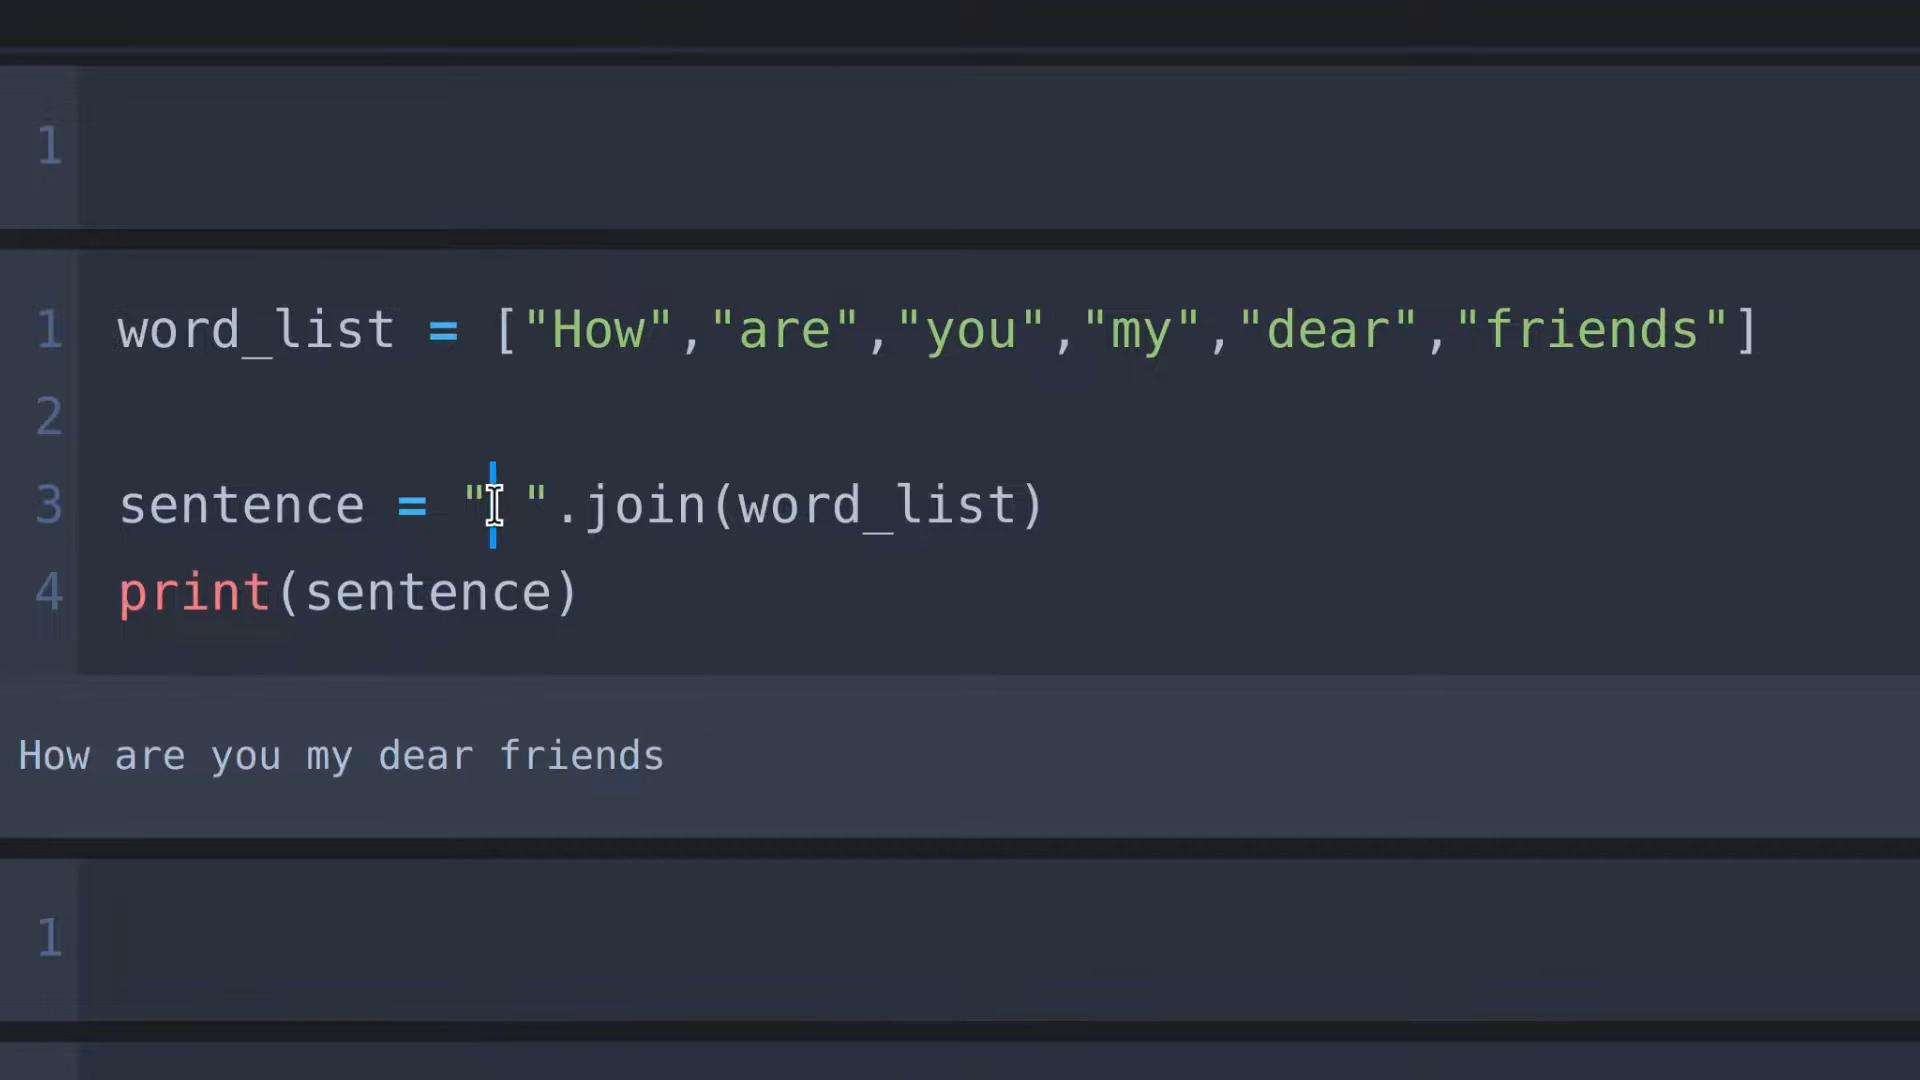 1
1 word_list = ["How","are","you","my","dear","friends"]
2
3 sentence = " ".join(word_list)
4 print(sentence)
How are you my dear friends
1